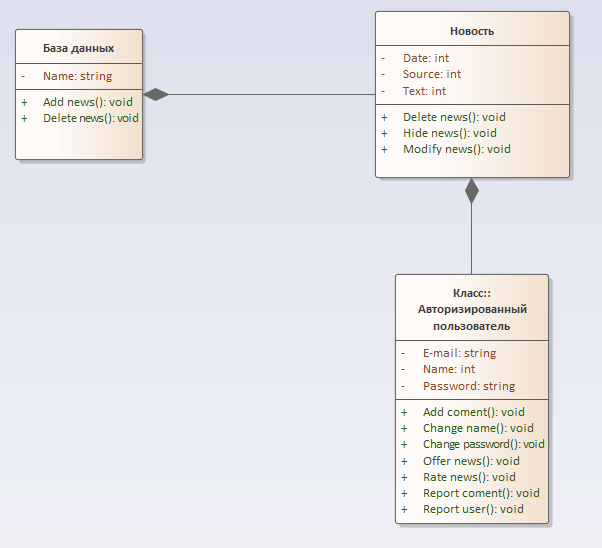 База данных
- Name: string
+ Add news(): void
+ Delete news(): void
Новость
- Date: int
- Source: int
- Text: int
+ Delete news(): void
+ Hide news(): void
+ Modify news(): void
Класс::
Авторизированный
пользователь
- E-mail: string
- Name: int
- Password: string
+ Add coment(): void
+ Change name(): void
+ Change password(): void
+ Offer news(): void
+ Rate news(): void
+ Report coment(): void
+ Report user(): void